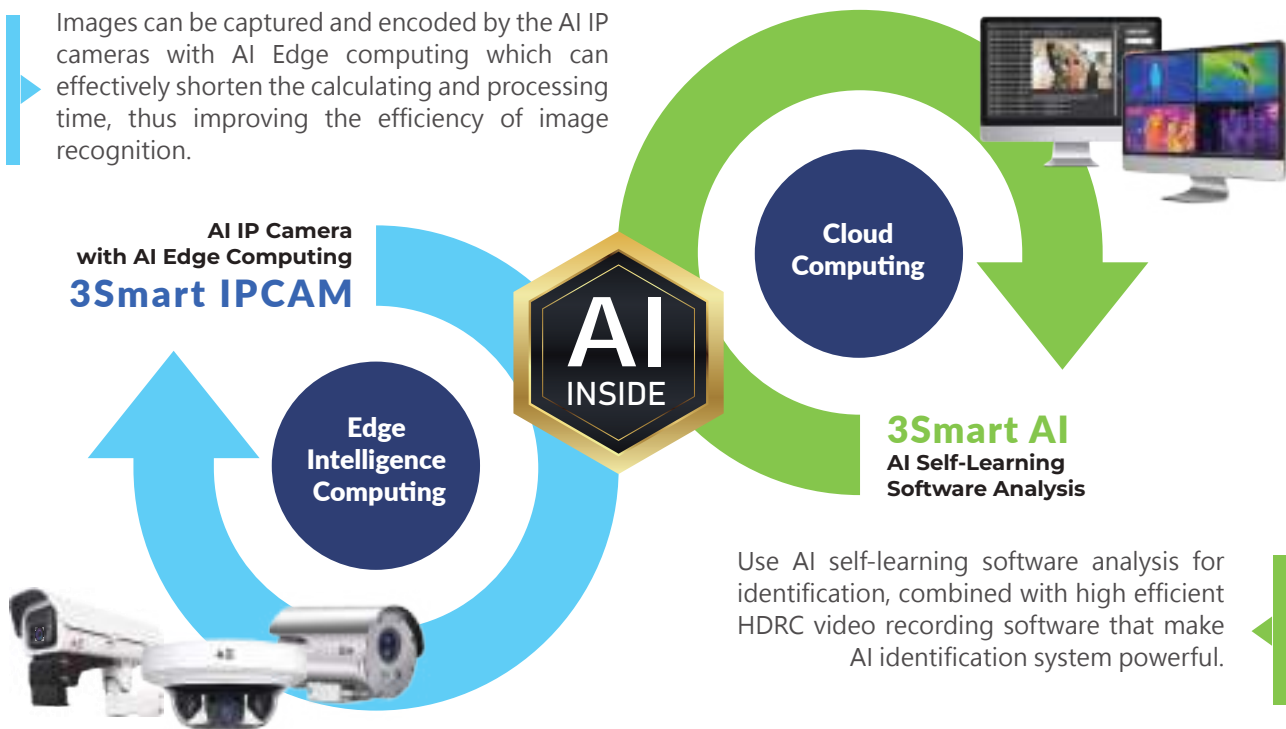 Images can be captured and encoded by the AI IP
cameras with AI Edge computing which can
effectively shorten the calculating and processing
time, thus improving the efficiency of image
recognition.
AI IP Camera
with AI Edge Computing
3Smart IPCAM
Edge
Intelligence
Computing
AI
INSIDE
Cloud
Computing
3Smart AI
AI Self-Learning
Software Analysis
Use AI self-learning software analysis for
identification, combined with high efficient
HDRC video recording software that make
AI identification system powerful.